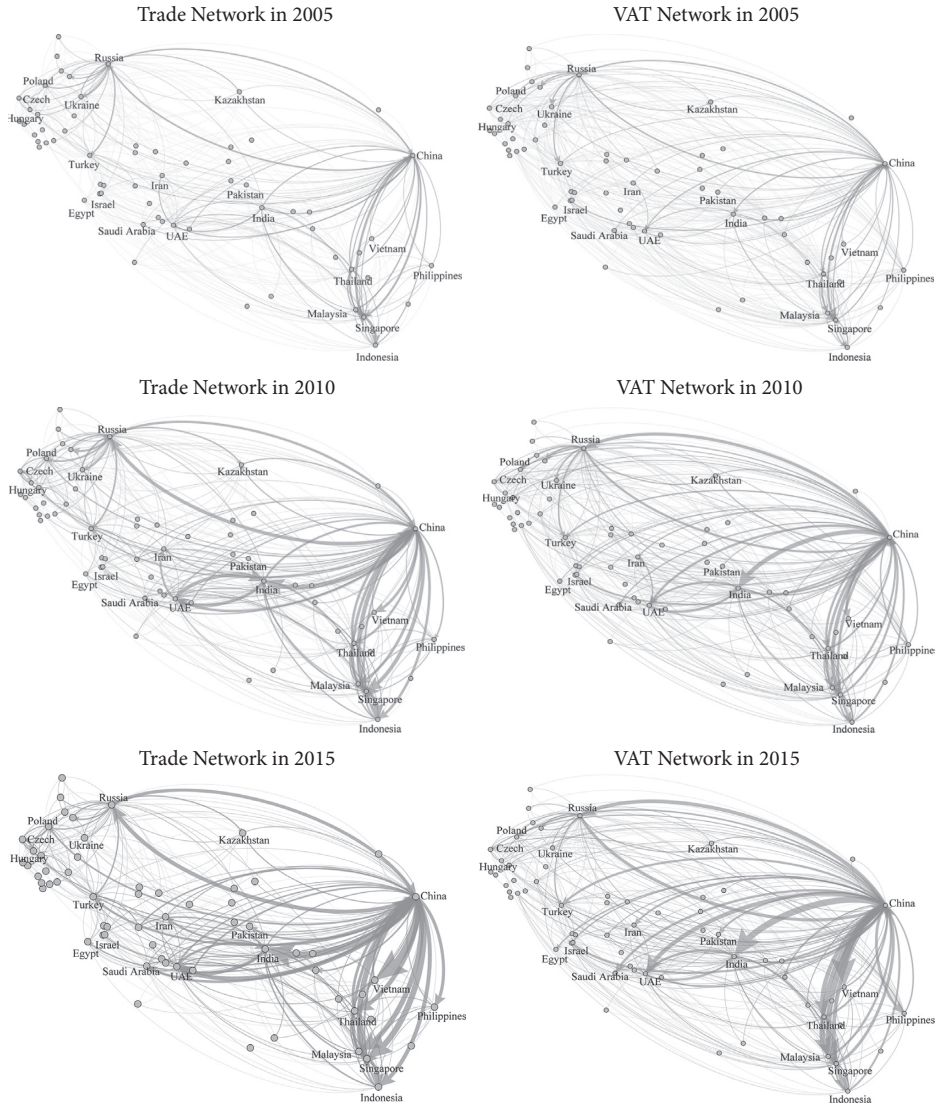 Trade Network in 2005
Russia
Poland
Czech
Ukraine
Hungary
Kazakhstan
China
Turkey
Iran
Pakistan
Israel
Egypt
India
Saudi Arabia
UAE
Vietnam
Thailand
Philippines
Malaysia
Singapore
Indonesia
VAT Network in 2005
Russia
Poland
Czech
Ukraine
Hungary
Kazakhstan
China
Turkey
Iran
Pakistan
Israel
Egypt
India
Saudi Arabia
UAE
Vietnam
Thailand
Philippines
Malaysia
Singapore
Indonesia
Trade Network in 2010
Russia
Poland
Czech
Ukraine
Hungary
Kazakhstan
China
Turkey
Iran
Pakistan
Israel
Egypt
India
Saudi Arabia
UAE
Vietnam
Thailand
Philippines
Malaysia
Singapore
Indonesia
VAT Network in 2010
Russia
Poland
Czech
Ukraine
Hungary
Kazakhstan
China
Turkey
Iran
Pakistan
Israel
Egypt
India
Saudi Arabia
UAE
Vietnam
Thailand
Philippines
Malaysia
Singapore
Indonesia
Trade Network in 2015
Russia
Poland
Czech
Ukraine
Hungary
Kazakhstan
China
Turkey
Iran
Pakistan
Israel
Egypt
India
Saudi Arabia
UAE
Vietnam
Thailand
Philippines
Malaysia
Singapore
Indonesia
VAT Network in 2015
Russia
Poland
Czech
Ukraine
Hungary
Kazakhstan
China
Turkey
Iran
Pakistan
Israel
Egypt
India
Saudi Arabia
UAE
Vietnam
Thailand
Philippines
Malaysia
Singapore
Indonesia